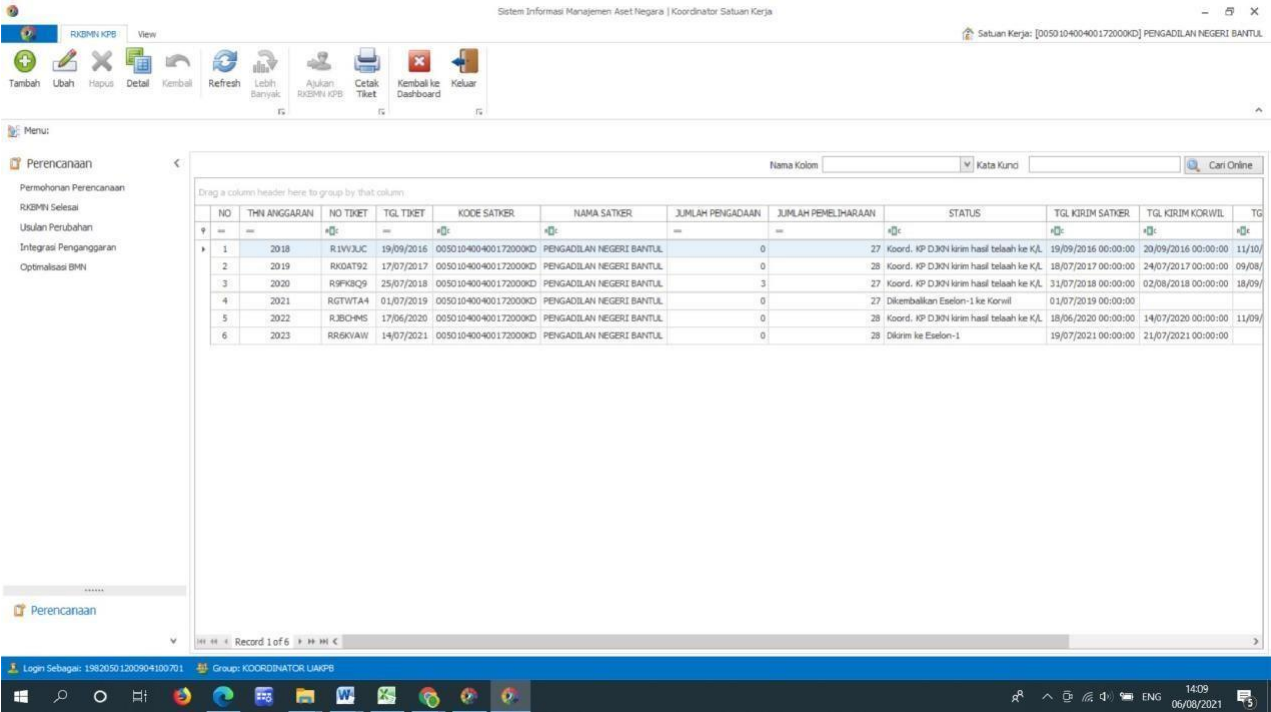 Sistem Informasi Manajemen Aset Negara | Koordinator Satuan Kerja
RKBMN KPB View Satuan Kerja: [005010400400172000KD] PENGADILAN NEGERI BANTUL
Tambah Ubah Hapus Detail Kembali Refresh Lebih Banyak Ajukan RKBMN KPB Cetak Tiket Kembali ke Dashboard Keluar
Menu:
Perencanaan
Permohonan Perencanaan
RKBMN Selesai
Usulan Perubahan
Integrasi Penganggaran
Optimalisasi BMN
Nama Kolom Kata Kunci Cari Online
Drag a column header here to group by that column
NO THN ANGGARAN NO TIKET TGL TIKET KODE SATKER NAMA SATKER JUMLAH PENGADAAN JUMLAH PEMELIHARAAN STATUS TGL KIRIM SATKER TGL KIRIM KORWIL TG
1 2018 R1VVJUC 19/09/2016 005010400400172000KD PENGADILAN NEGERI BANTUL 0 27 Koord. KP DJKN kirim hasil telaah ke K/L 19/09/2016 00:00:00 20/09/2016 00:00:00 11/10/
2 2019 RK0AT92 17/07/2017 005010400400172000KD PENGADILAN NEGERI BANTUL 0 28 Koord. KP DJKN kirim hasil telaah ke K/L 18/07/2017 00:00:00 24/07/2017 00:00:00 09/08/
3 2020 R9FK8Q9 25/07/2018 005010400400172000KD PENGADILAN NEGERI BANTUL 3 27 Koord. KP DJKN kirim hasil telaah ke K/L 31/07/2018 00:00:00 02/08/2018 00:00:00 18/09/
4 2021 RGTWTA4 01/07/2019 005010400400172000KD PENGADILAN NEGERI BANTUL 0 27 Dikembalikan Eselon-1 ke Korwil 01/07/2019 00:00:00
5 2022 RJBCHMS 17/06/2020 005010400400172000KD PENGADILAN NEGERI BANTUL 0 28 Koord. KP DJKN kirim hasil telaah ke K/L 18/06/2020 00:00:00 14/07/2020 00:00:00 11/09/
6 2023 RR6KVAW 14/07/2021 005010400400172000KD PENGADILAN NEGERI BANTUL 0 28 Dikirim ke Eselon-1 19/07/2021 00:00:00 21/07/2021 00:00:00
Perencanaan
Record 1 of 6
Login Sebagai: 19820501200904100701 Group: KOORDINATOR UAKPB
ENG 14:09
06/08/2021 5